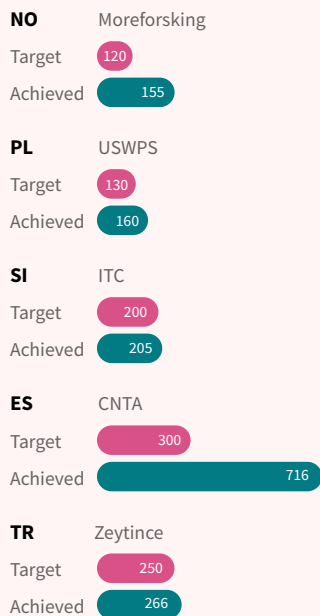 NO Moreforsking
Target 120
Achieved 155
PL USWPS
Target 130
Achieved 160
SI ITC
Target 200
Achieved 205
ES CNTA
Target 300
Achieved 716
TR Zeytince
Target 250
Achieved 266